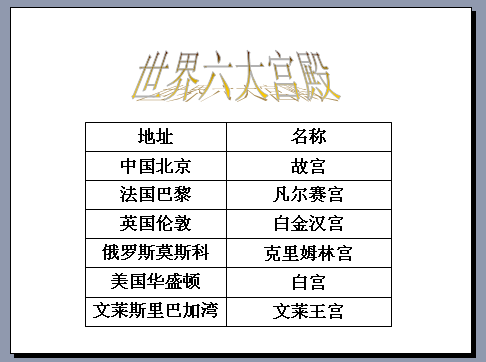 世界六大宫殿
地址 名称
中国北京 故宫
法国巴黎 凡尔赛宫
英国伦敦 白金汉宫
俄罗斯莫斯科 克里姆林宫
美国华盛顿 白宫
文莱斯里巴加湾 文莱王宫